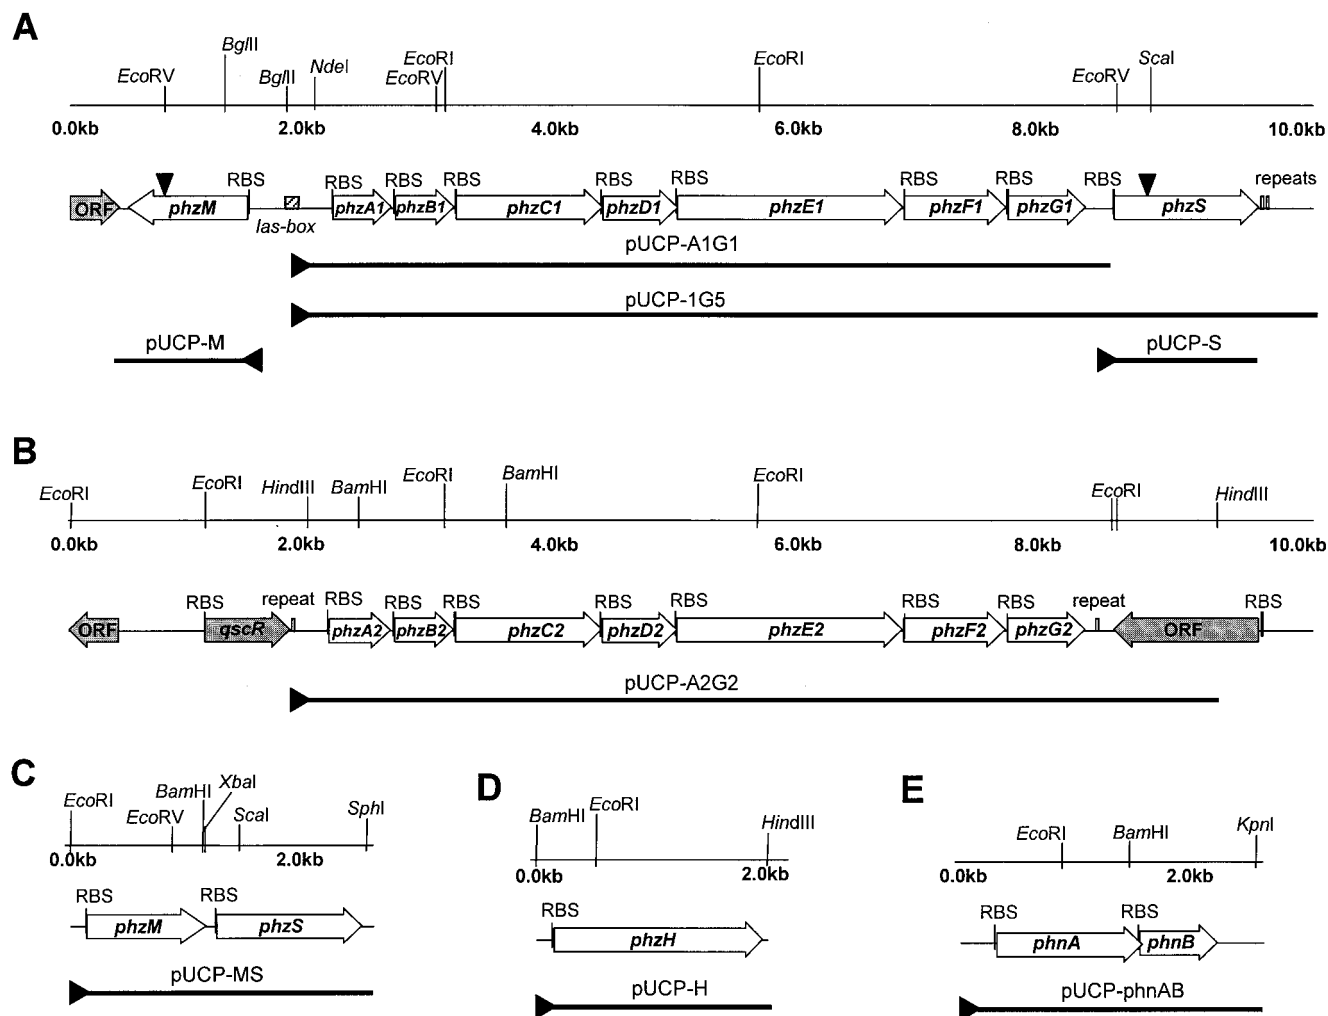 A
EcoRV BglII BglII NdeI EcoRV EcoRI EcoRI EcoRV ScaI
0.0kb 2.0kb 4.0kb 6.0kb 8.0kb 10.0kb
RBS RBS RBS RBS RBS RBS RBS RBS RBS repeats
ORF phzM las-box phzA1 phzB1 phzC1 phzD1 phzE1 phzF1 phzG1 phzS
pUCP-A1G1
pUCP-1G5
pUCP-M pUCP-S
B
EcoRI EcoRI HindIII BamHI EcoRI BamHI EcoRI EcoRI HindIII
0.0kb 2.0kb 4.0kb 6.0kb 8.0kb 10.0kb
RBS repeat RBS RBS RBS RBS RBS RBS RBS repeat RBS
ORF qscR phzA2 phzB2 phzC2 phzD2 phzE2 phzF2 phzG2 ORF
pUCP-A2G2
C
EcoRI EcoRV BamHI XbaI ScaI SphI
0.0kb 2.0kb
RBS RBS
phzM phzS
pUCP-MS
D
BamHI EcoRI HindIII
0.0kb 2.0kb
RBS
phzH
pUCP-H
E
EcoRI BamHI KpnI
0.0kb 2.0kb
RBS RBS
phnA phnB
pUCP-phnAB